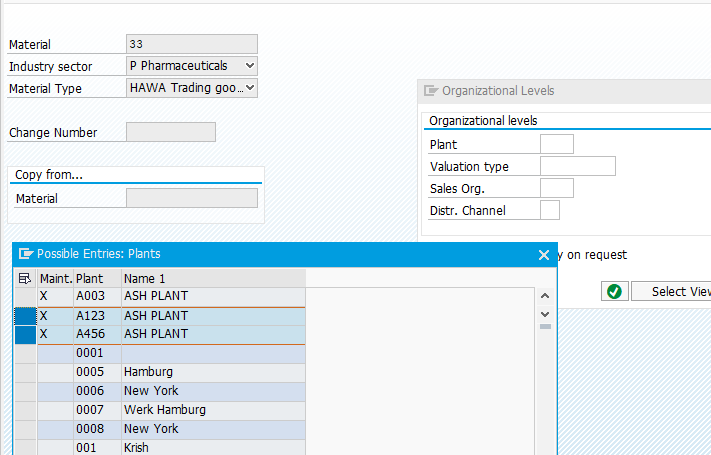 Material 33
Industry sector P Pharmaceuticals
Material Type HAWA Trading goo...
Change Number
Copy from...
Material
Organizational Levels
Organizational levels
Plant
Valuation type
Sales Org.
Distr. Channel
y on request
Select View
Possible Entries: Plants
Maint. Plant Name 1
X A003 ASH PLANT
X A123 ASH PLANT
X A456 ASH PLANT
0001
0005 Hamburg
0006 New York
0007 Werk Hamburg
0008 New York
001 Krish